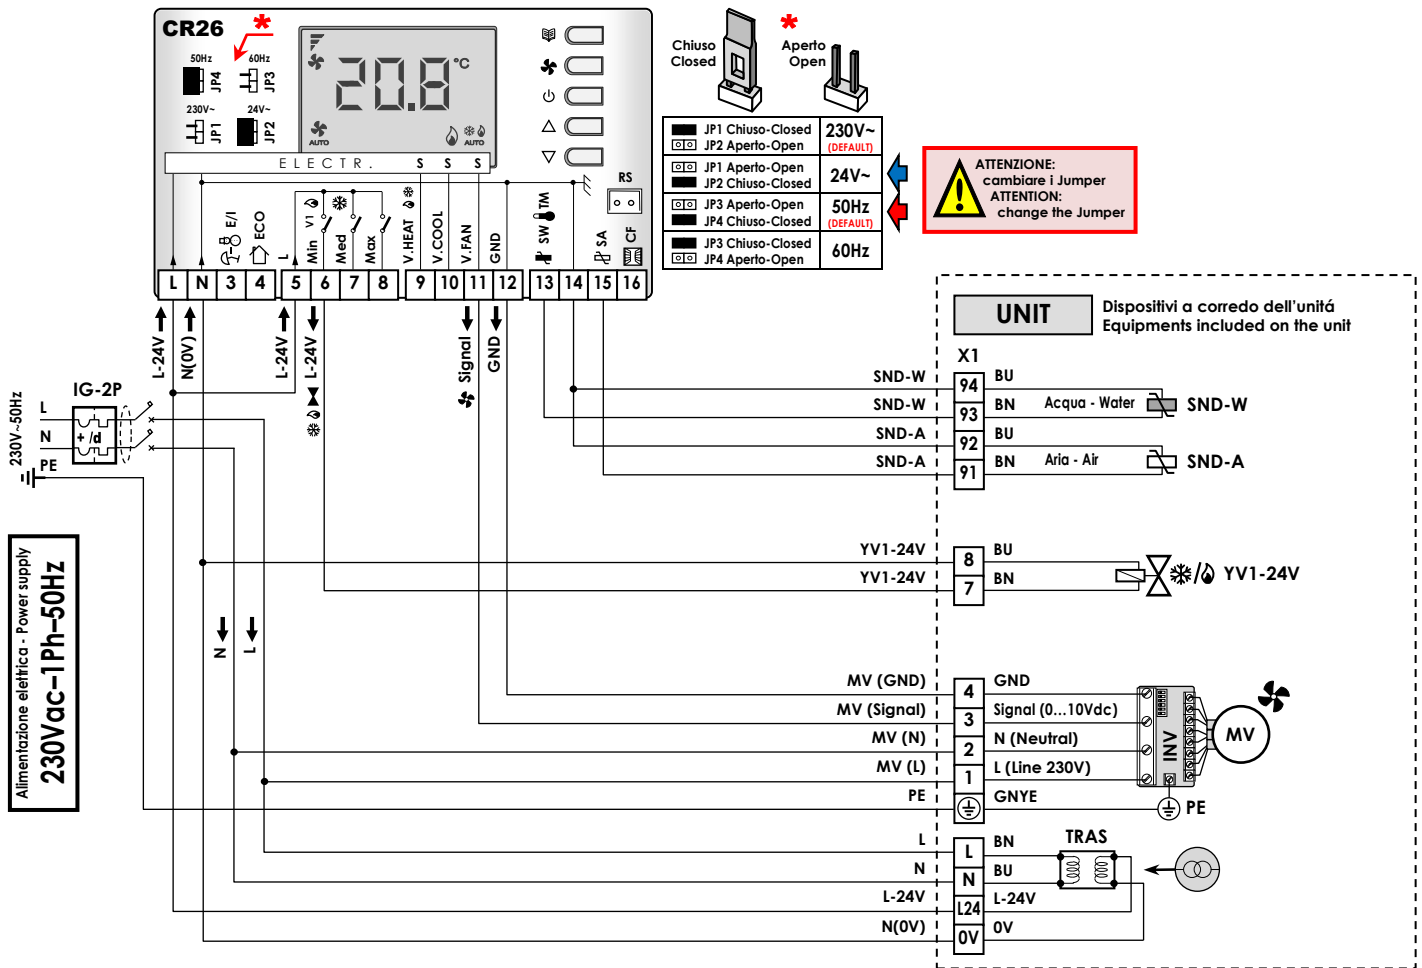 CR26
*
50Hz
JP4
60Hz
JP3
230V~
JP1
24V~
JP2
20.8 °C
AUTO
AUTO
ELECTR.
S S S
E/I
ECO
L
Min V1
Med
Max
V.HEAT
V.COOL
V.FAN
GND
SW TM
SA
CF
RS
L N 3 4 5 6 7 8 9 10 11 12 13 14 15 16
Chiuso
Closed
*
Aperto
Open
JP1 Chiuso-Closed
JP2 Aperto-Open
230V~
(DEFAULT)
JP1 Aperto-Open
JP2 Chiuso-Closed
24V~
JP3 Aperto-Open
JP4 Chiuso-Closed
50Hz
(DEFAULT)
JP3 Chiuso-Closed
JP4 Aperto-Open
60Hz
ATTENZIONE:
cambiare i Jumper
ATTENTION:
change the Jumper
L-24V
N(0V)
L-24V
L-24V
Signal
GND
IG-2P
230V~50Hz
L
N
PE
+ /d
N
L
Alimentazione elettrica - Power supply
230Vac-1Ph-50Hz
UNIT
Dispositivi a corredo dell'unitá
Equipments included on the unit
X1
SND-W 94 BU
SND-W 93 BN
Acqua - Water
SND-W
SND-A 92 BU
SND-A 91 BN
Aria - Air
SND-A
YV1-24V 8 BU
YV1-24V 7 BN
/
YV1-24V
MV (GND) 4 GND
MV (Signal) 3 Signal (0...10Vdc)
MV (N) 2 N (Neutral)
MV (L) 1 L (Line 230V)
PE GNYE
INV
MV
PE
L L BN
N N BU
TRAS
L-24V L24 L-24V
N(0V) 0V 0V